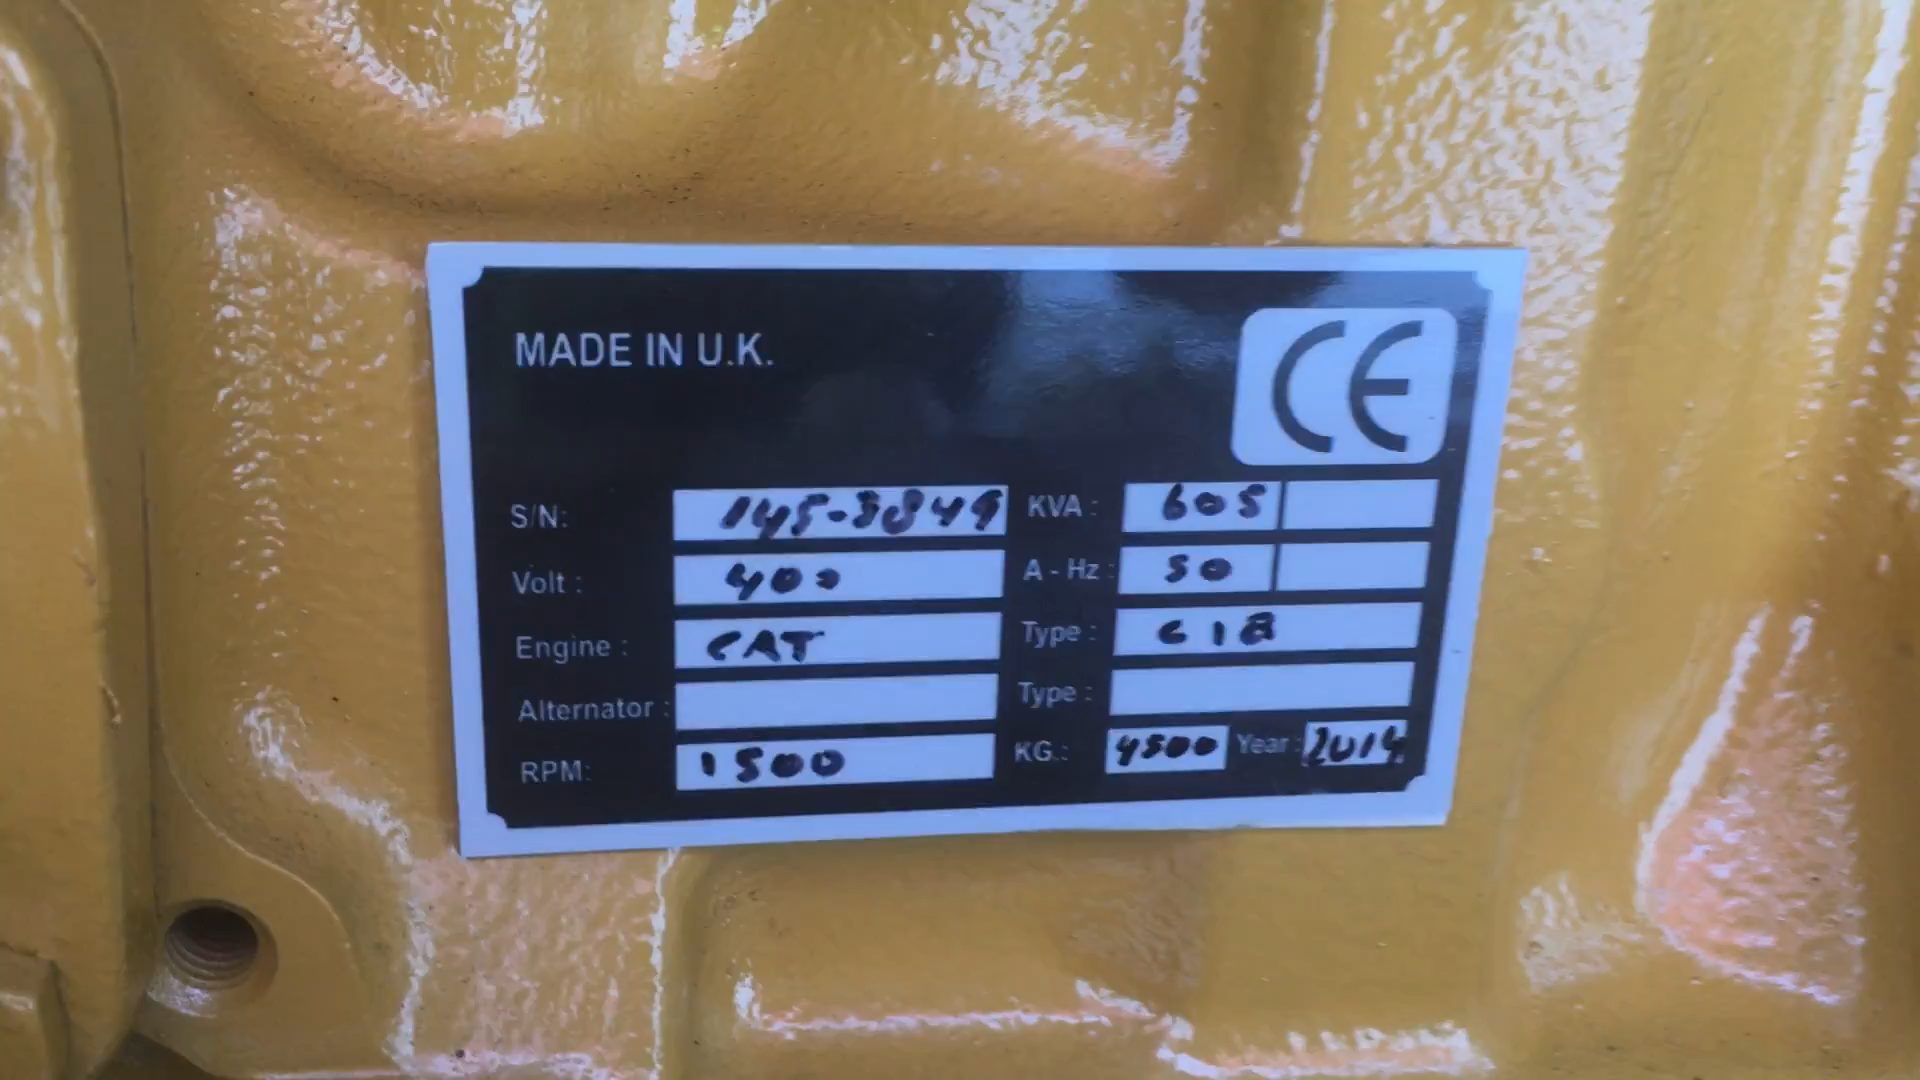 MADE IN U.K.
CE
S/N: 145-3849 KVA: 605
Volt: 400 A - Hz: 50
Engine: CAT Type: C18
Alternator: Type:
RPM: 1500 KG.: 4500 Year: 2014